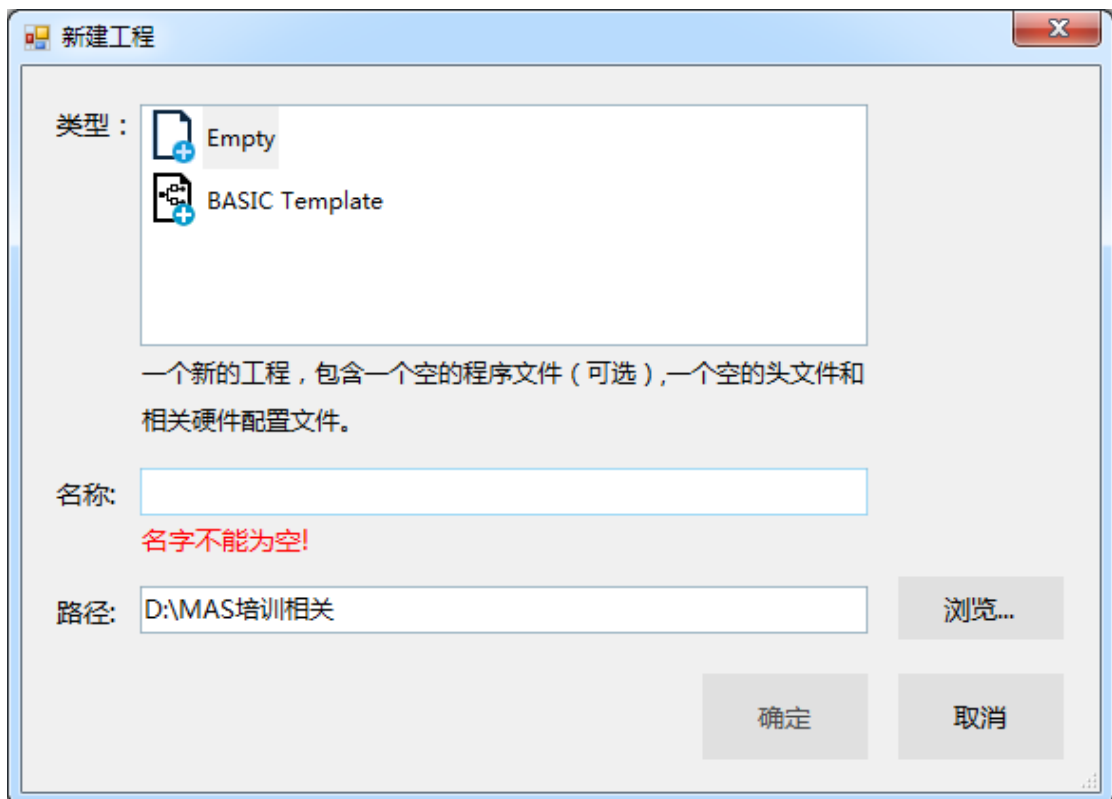 新建工程
类型：
Empty
BASIC Template
一个新的工程，包含一个空的程序文件（可选）,一个空的头文件和
相关硬件配置文件。
名称:
名字不能为空!
路径: D:\MAS培训相关 浏览...
确定 取消